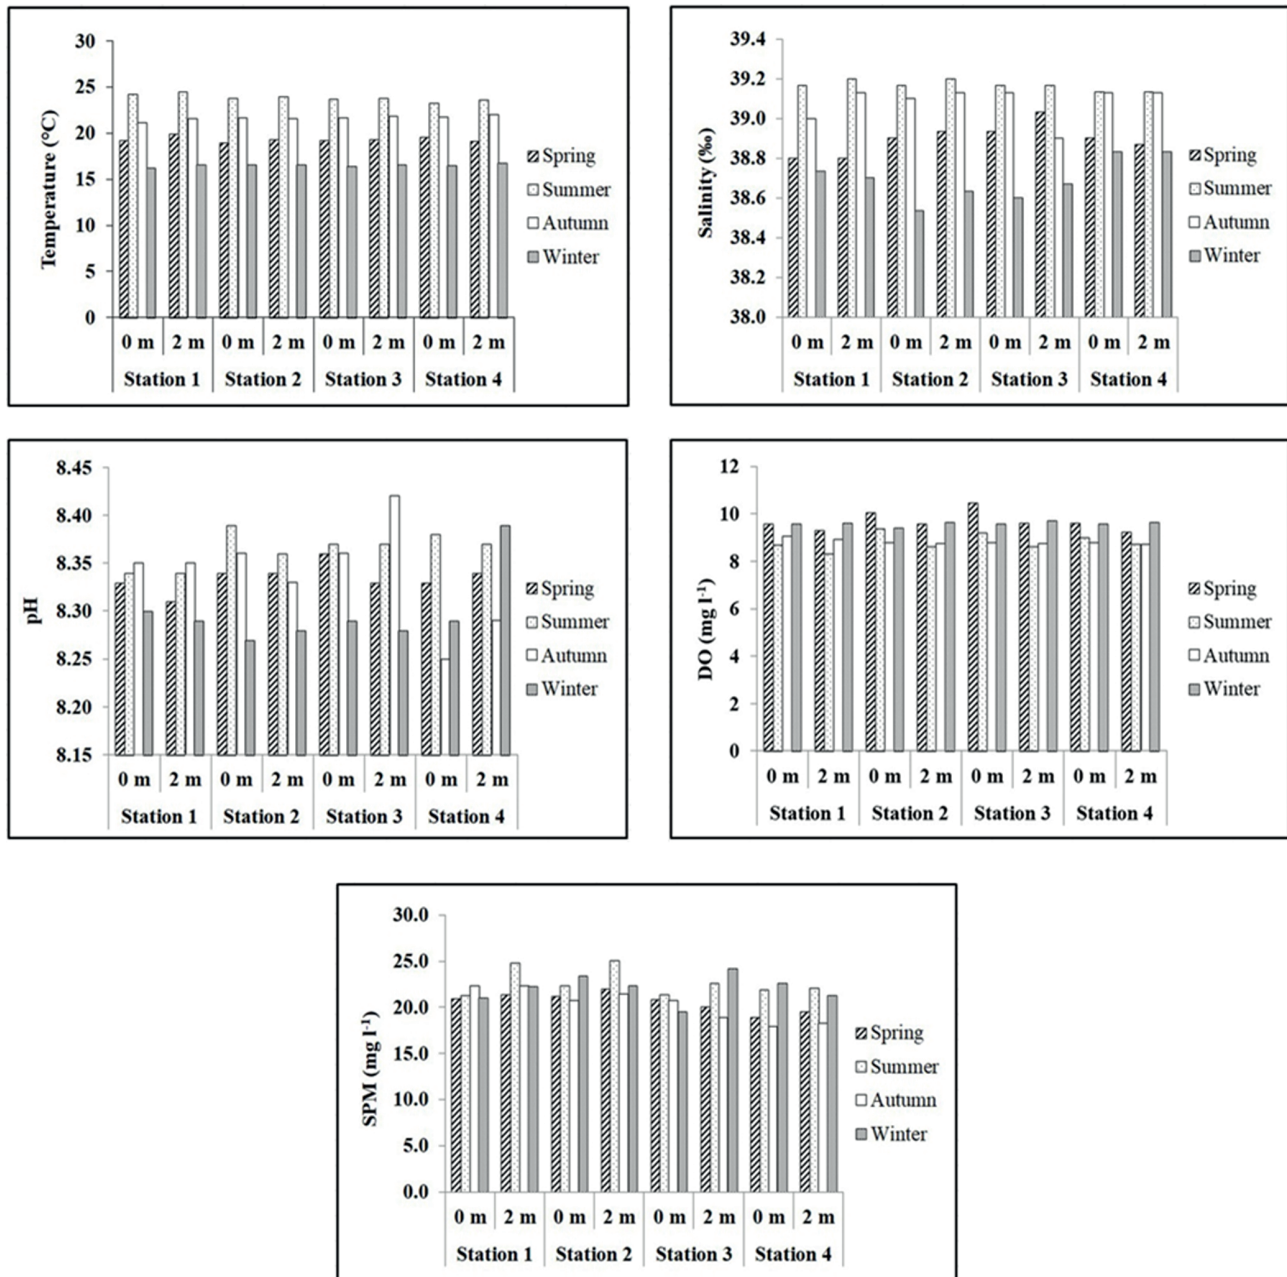 30
25
20
15
10
5
0
Temperature (°C)
Spring
Summer
Autumn
Winter
0 m 2 m 0 m 2 m 0 m 2 m 0 m 2 m
Station 1 Station 2 Station 3 Station 4
39.4
39.2
39.0
38.8
38.6
38.4
38.2
38.0
Salinity (‰)
Spring
Summer
Autumn
Winter
0 m 2 m 0 m 2 m 0 m 2 m 0 m 2 m
Station 1 Station 2 Station 3 Station 4
8.45
8.40
8.35
8.30
8.25
8.20
8.15
pH
Spring
Summer
Autumn
Winter
0 m 2 m 0 m 2 m 0 m 2 m 0 m 2 m
Station 1 Station 2 Station 3 Station 4
12
10
8
6
4
2
0
DO (mg l⁻¹)
Spring
Summer
Autumn
Winter
0 m 2 m 0 m 2 m 0 m 2 m 0 m 2 m
Station 1 Station 2 Station 3 Station 4
30.0
25.0
20.0
15.0
10.0
5.0
0.0
SPM (mg l⁻¹)
Spring
Summer
Autumn
Winter
0 m 2 m 0 m 2 m 0 m 2 m 0 m 2 m
Station 1 Station 2 Station 3 Station 4